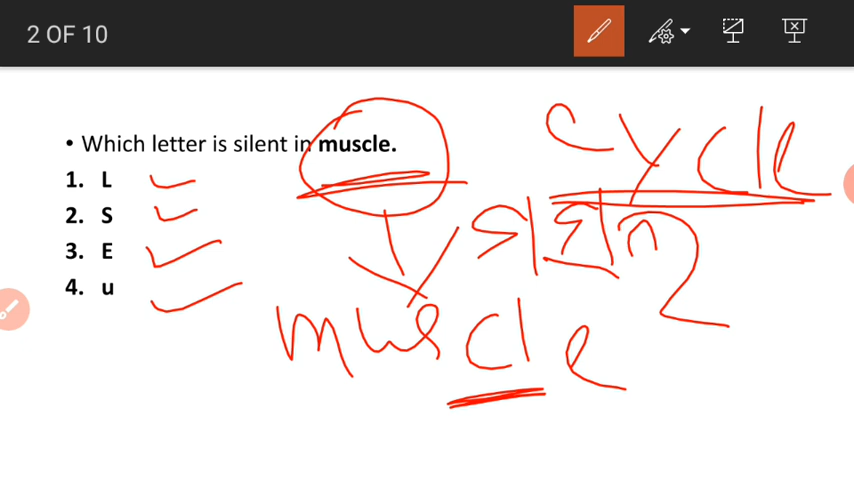 2 OF 10
• Which letter is silent in muscle.
1. L
2. S
3. E
4. u
cycle
muscle